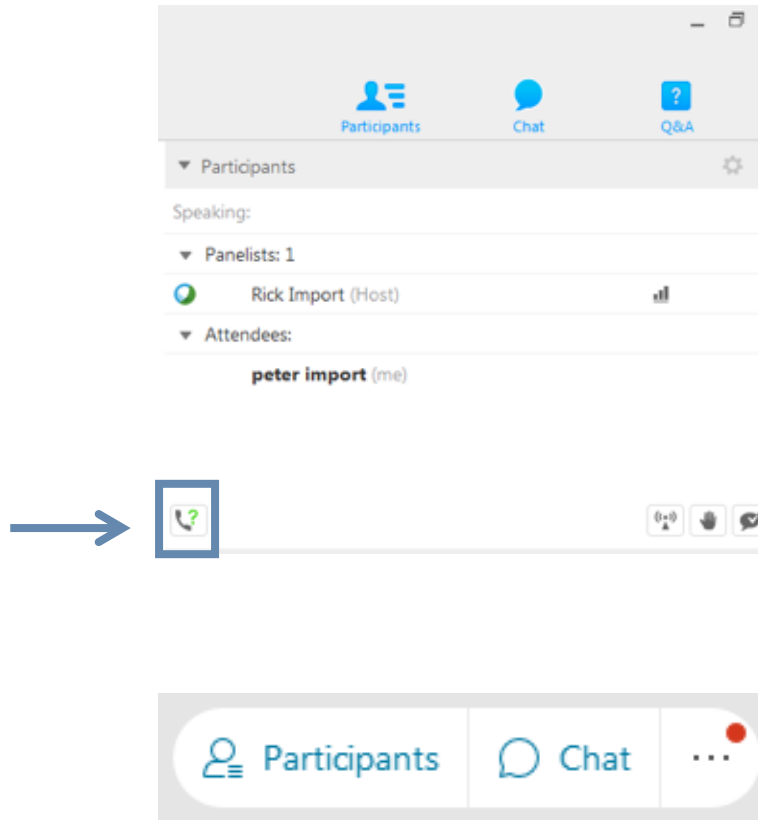 Participants Chat Q&A
Participants
Speaking:
Panelists: 1
Rick Import (Host)
Attendees:
peter import (me)
Participants Chat ...